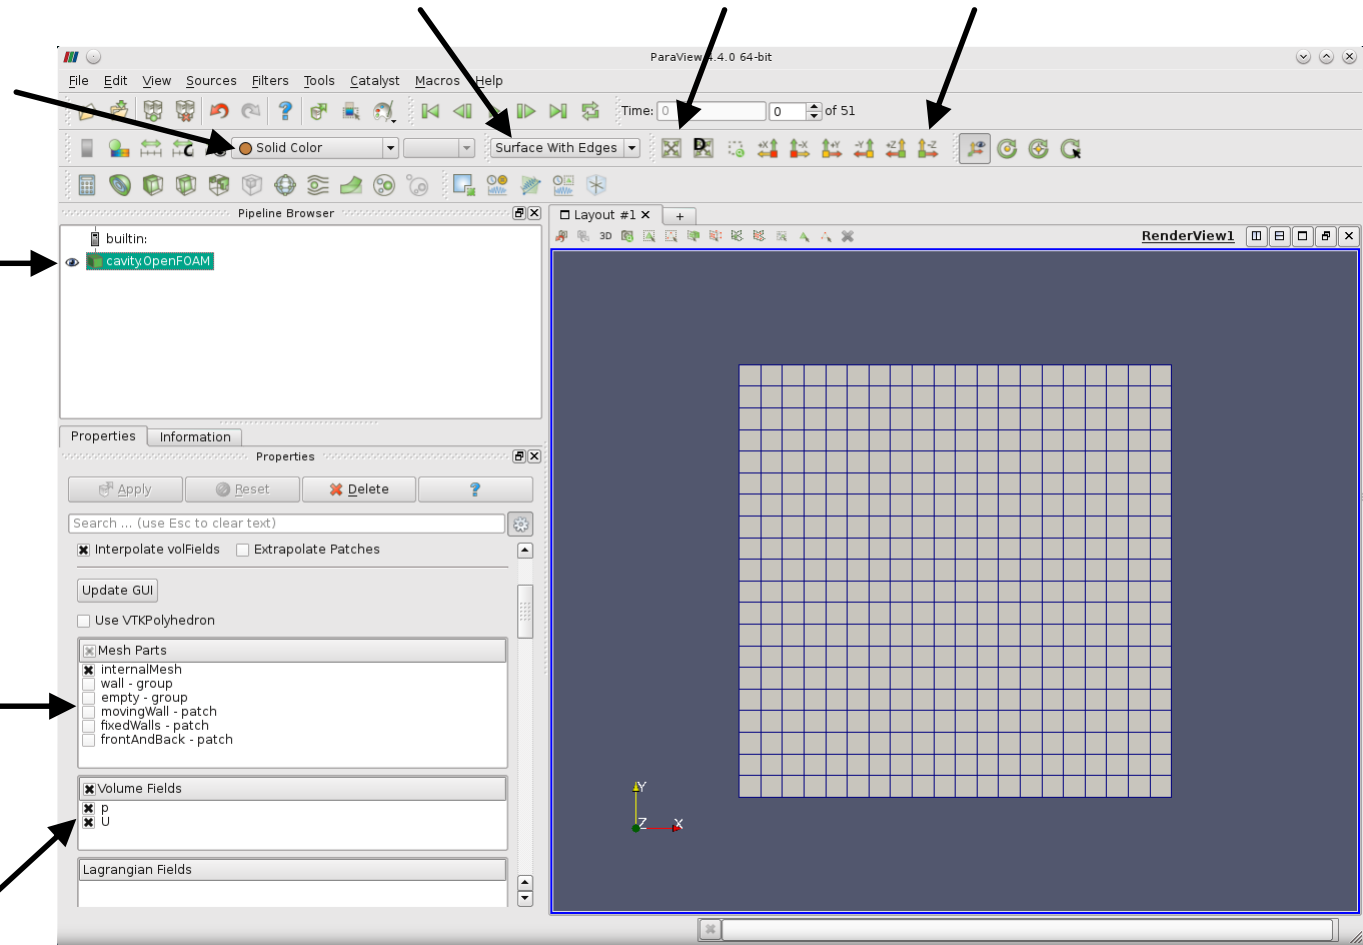 ParaView 4.4.0 64-bit
File Edit View Sources Filters Tools Catalyst Macros Help
Time: 0 0 of 51
Solid Color Surface With Edges D +X -X +Y -Y +Z -Z
Pipeline Browser
Layout #1 +
builtin:
3D RenderView1
cavity.OpenFOAM
Properties Information
Properties
Apply Reset Delete ?
Search ... (use Esc to clear text)
Interpolate volFields Extrapolate Patches
Update GUI
Use VTKPolyhedron
Mesh Parts
internalMesh
wall - group
empty - group
movingWall - patch
fixedWalls - patch
frontAndBack - patch
Volume Fields
p
U
Lagrangian Fields
Y
Z X